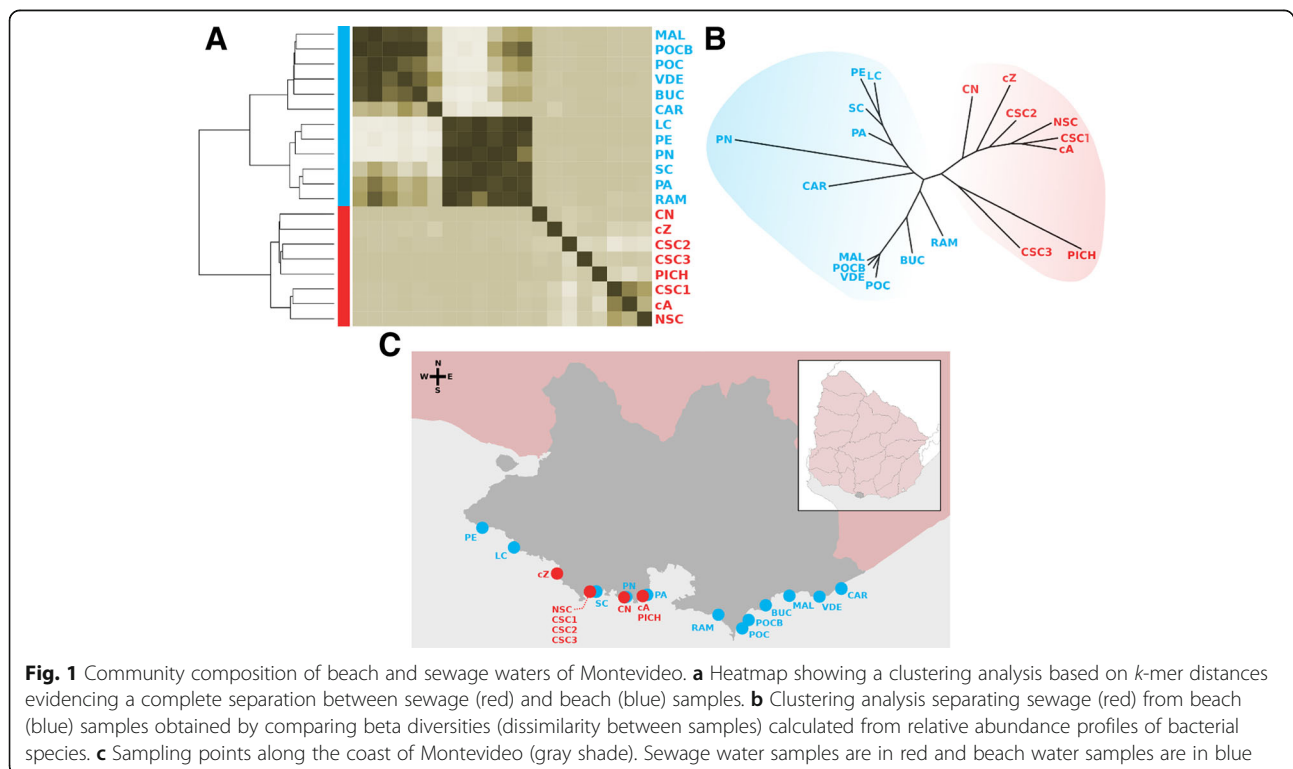 A
MAL
POCB
POC
VDE
BUC
CAR
LC
PE
PN
SC
PA
RAM
CN
cZ
CSC2
CSC3
PICH
CSC1
cA
NSC
B
PE LC
SC
PA
PN
CAR
MAL
POCB
VDE
POC
BUC
RAM
CN
cZ
CSC2
NSC
CSC1
cA
CSC3
PICH
C
N
W E
S
PE
LC
cZ
NSC
CSC1
CSC2
CSC3
SC
PN
CN
cA
PICH
PA
RAM
POC
POCB
BUC
MAL
VDE
CAR
Fig. 1 Community composition of beach and sewage waters of Montevideo. a Heatmap showing a clustering analysis based on k-mer distances
evidencing a complete separation between sewage (red) and beach (blue) samples. b Clustering analysis separating sewage (red) from beach
(blue) samples obtained by comparing beta diversities (dissimilarity between samples) calculated from relative abundance profiles of bacterial
species. c Sampling points along the coast of Montevideo (gray shade). Sewage water samples are in red and beach water samples are in blue